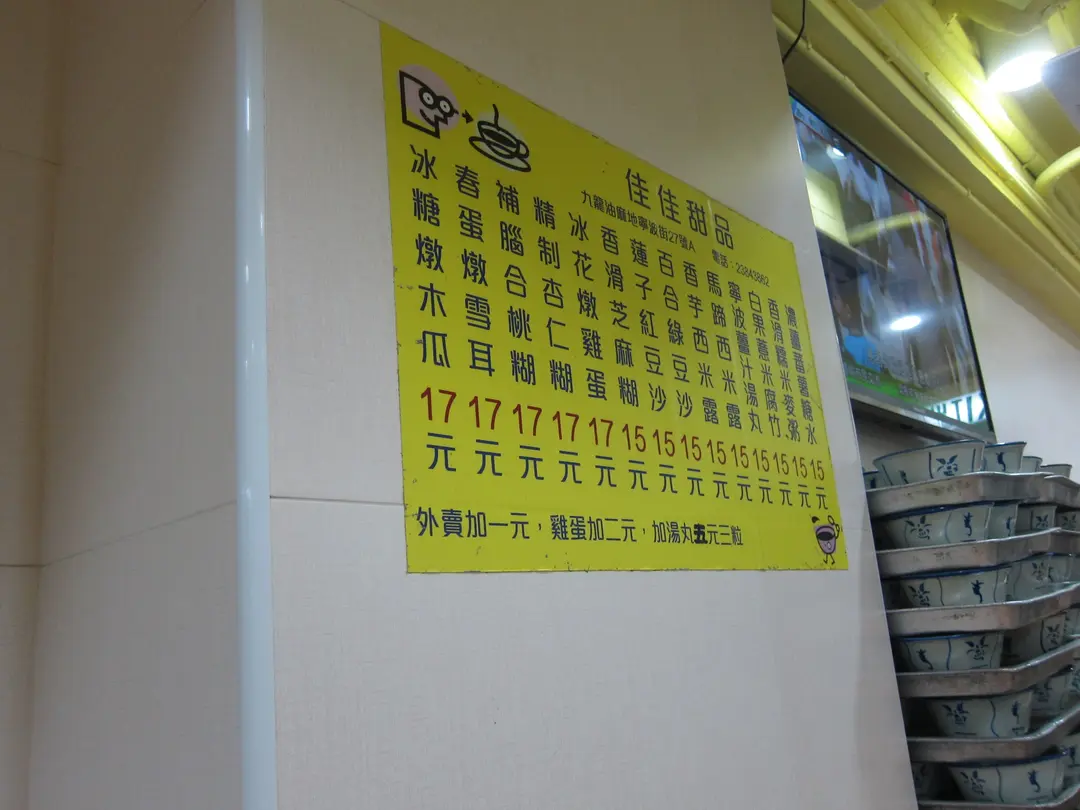 佳佳甜品
九龍油麻地寧波街27號A
電話：23843862
濃薑蕃薯糖水15元
香滑糯米麥粥15元
白果薏米腐竹15元
寧波薑汁湯丸15元
馬蹄西米露15元
香芋西米露15元
百合綠豆沙15元
蓮子紅豆沙15元
香滑芝麻糊15元
冰花燉雞蛋17元
精制杏仁糊17元
補腦合桃糊17元
春蛋燉雪耳17元
冰糖燉木瓜17元
外賣加一元，雞蛋加二元，加湯丸五元三粒